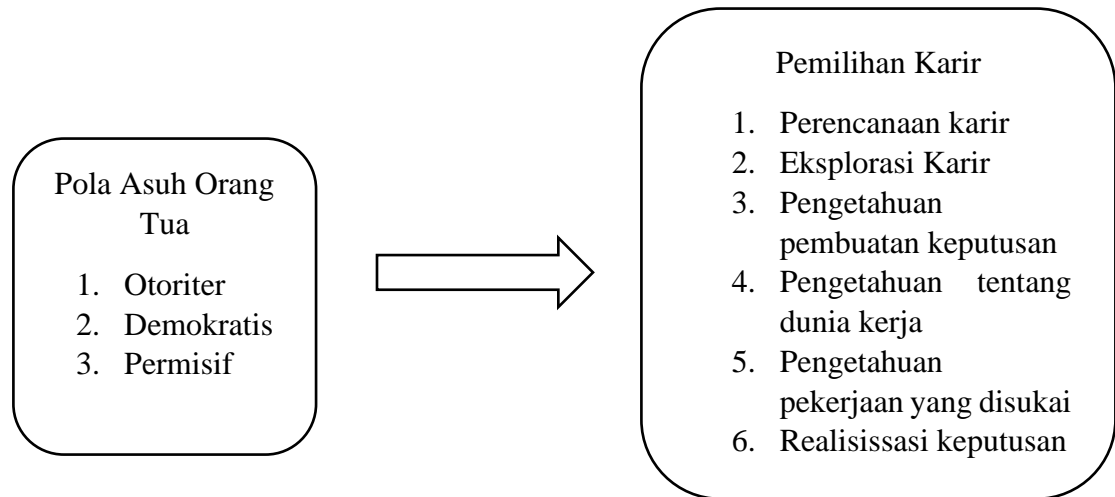 Pola Asuh Orang
Tua
1. Otoriter
2. Demokratis
3. Permisif
Pemilihan Karir
1. Perencanaan karir
2. Eksplorasi Karir
3. Pengetahuan
pembuatan keputusan
4. Pengetahuan tentang
dunia kerja
5. Pengetahuan
pekerjaan yang disukai
6. Realisissasi keputusan